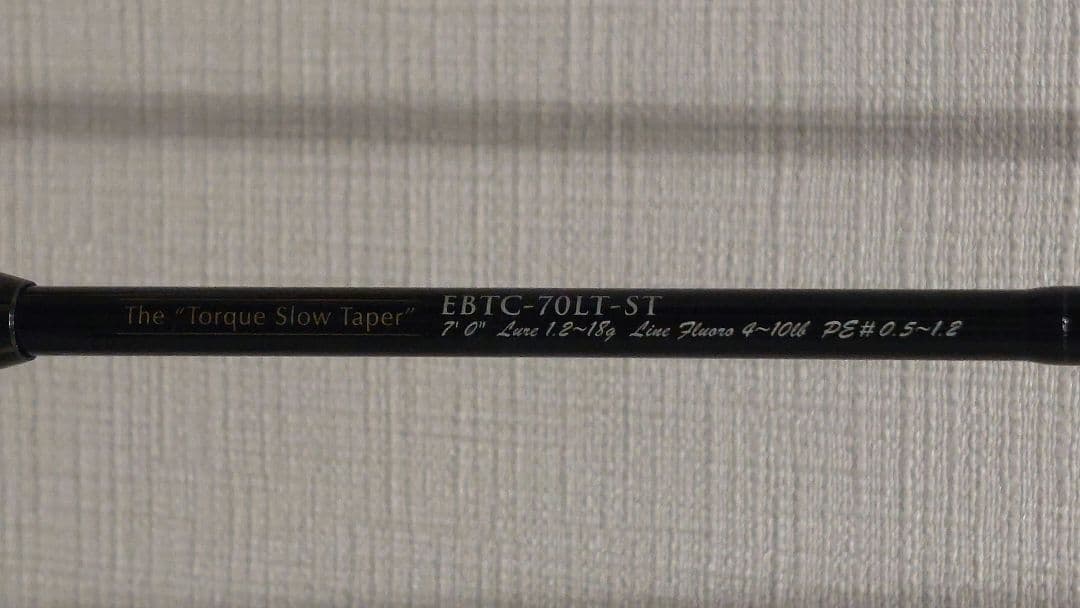 The "Torque Slow Taper"
EBTC-70LT-ST
7' 0" Lure 1.2~18g Line Fluoro 4~10lb PE#0.5~1.2